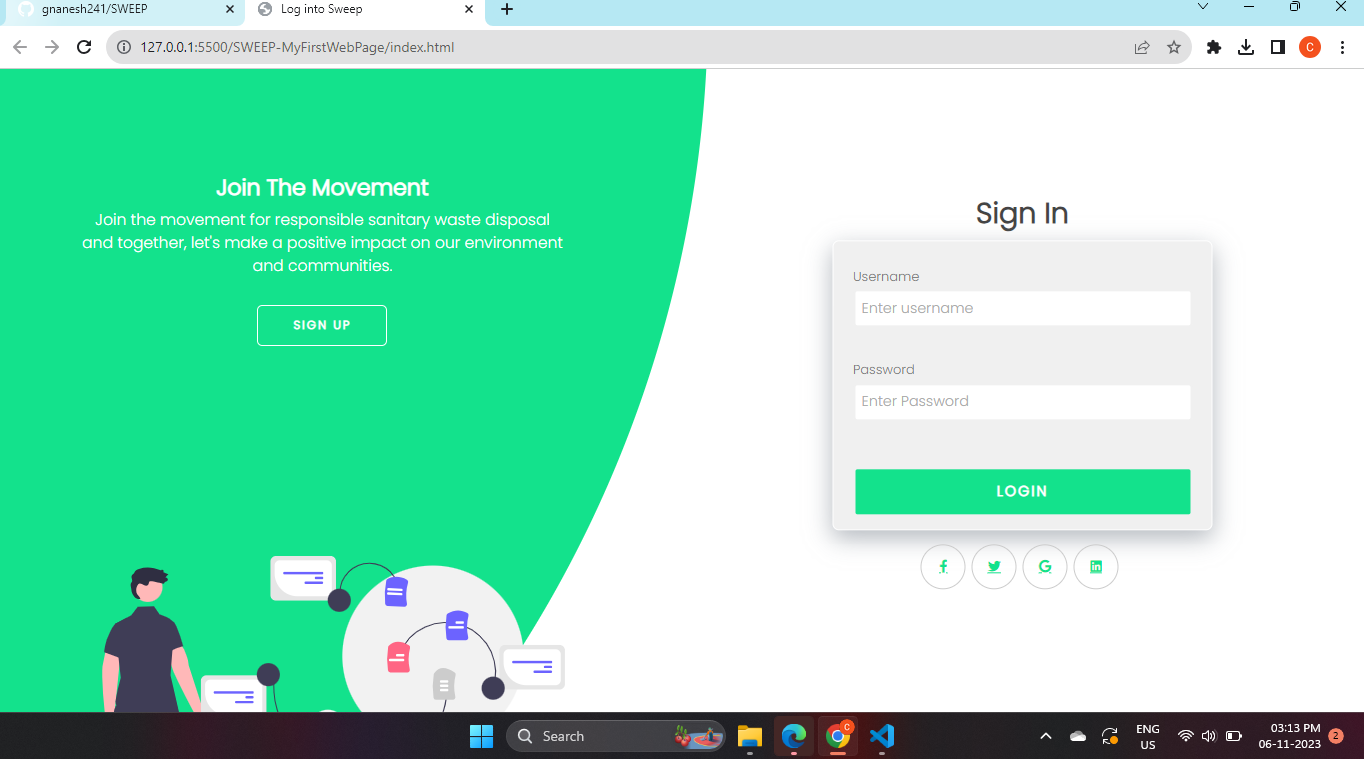 gnanesh241/SWEEP
Log into Sweep
127.0.0.1:5500/SWEEP-MyFirstWebPage/index.html
C
Join The Movement
Join the movement for responsible sanitary waste disposal
and together, let's make a positive impact on our environment
and communities.
SIGN UP
Sign In
Username
Enter username
Password
Enter Password
LOGIN
f
G
in
Search
C
ENG
US
03:13 PM
06-11-2023
2